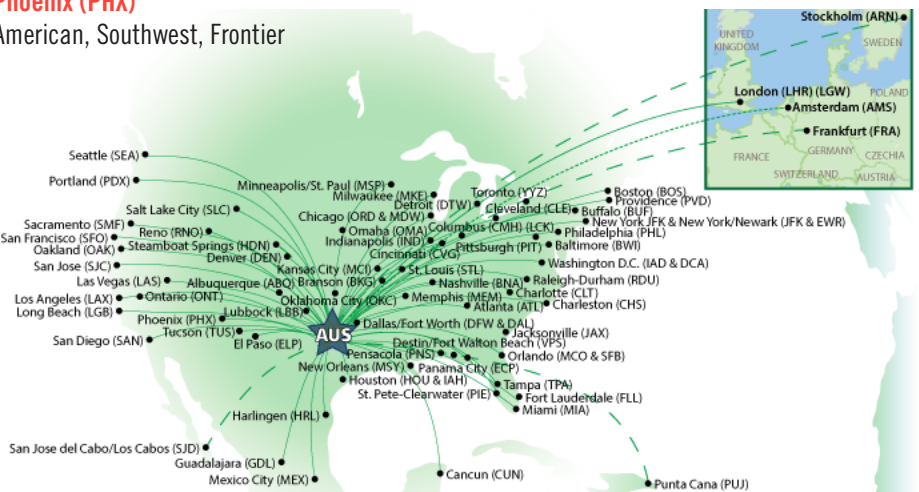 Phoenix (PHX)
American, Southwest, Frontier
Stockholm (ARN)
UNITED
KINGDOM
SWEDEN
London (LHR) (LGW)
POLAND
Amsterdam (AMS)
Frankfurt (FRA)
GERMANY
FRANCE
CZECHIA
SWITZERLAND
AUSTRIA
Seattle (SEA)
Portland (PDX)
Minneapolis/St. Paul (MSP)
Milwaukee (MKE)
Toronto (YYZ)
Boston (BOS)
Providence (PVD)
Detroit (DTW)
Cleveland (CLE)
Buffalo (BUF)
Salt Lake City (SLC)
Chicago (ORD & MDW)
New York JFK & New York/Newark (JFK & EWR)
Sacramento (SMF)
Reno (RNO)
Omaha (OMA)
Columbus (CMH) (LCK)
Philadelphia (PHL)
San Francisco (SFO)
Steamboat Springs (HDN)
Indianapolis (IND)
Pittsburgh (PIT)
Baltimore (BWI)
Oakland (OAK)
Denver (DEN)
Cincinnati (CVG)
San Jose (SJC)
Kansas City (MCI)
St. Louis (STL)
Washington D.C. (IAD & DCA)
Las Vegas (LAS)
Albuquerque (ABQ)
Branson (BKG)
Nashville (BNA)
Raleigh-Durham (RDU)
Los Angeles (LAX)
Ontario (ONT)
Oklahoma City (OKC)
Memphis (MEM)
Charlotte (CLT)
Long Beach (LGB)
Lubbock (LBB)
Atlanta (ATL)
Charleston (CHS)
Phoenix (PHX)
Dallas/Fort Worth (DFW & DAL)
Tucson (TUS)
AUS
Jacksonville (JAX)
San Diego (SAN)
El Paso (ELP)
Destin/Fort Walton Beach (VPS)
Pensacola (PNS)
Orlando (MCO & SFB)
New Orleans (MSY)
Panama City (ECP)
Houston (HOU & IAH)
Tampa (TPA)
St. Pete-Clearwater (PIE)
Fort Lauderdale (FLL)
Miami (MIA)
Harlingen (HRL)
San Jose del Cabo/Los Cabos (SJD)
Guadalajara (GDL)
Mexico City (MEX)
Cancun (CUN)
Punta Cana (PUJ)